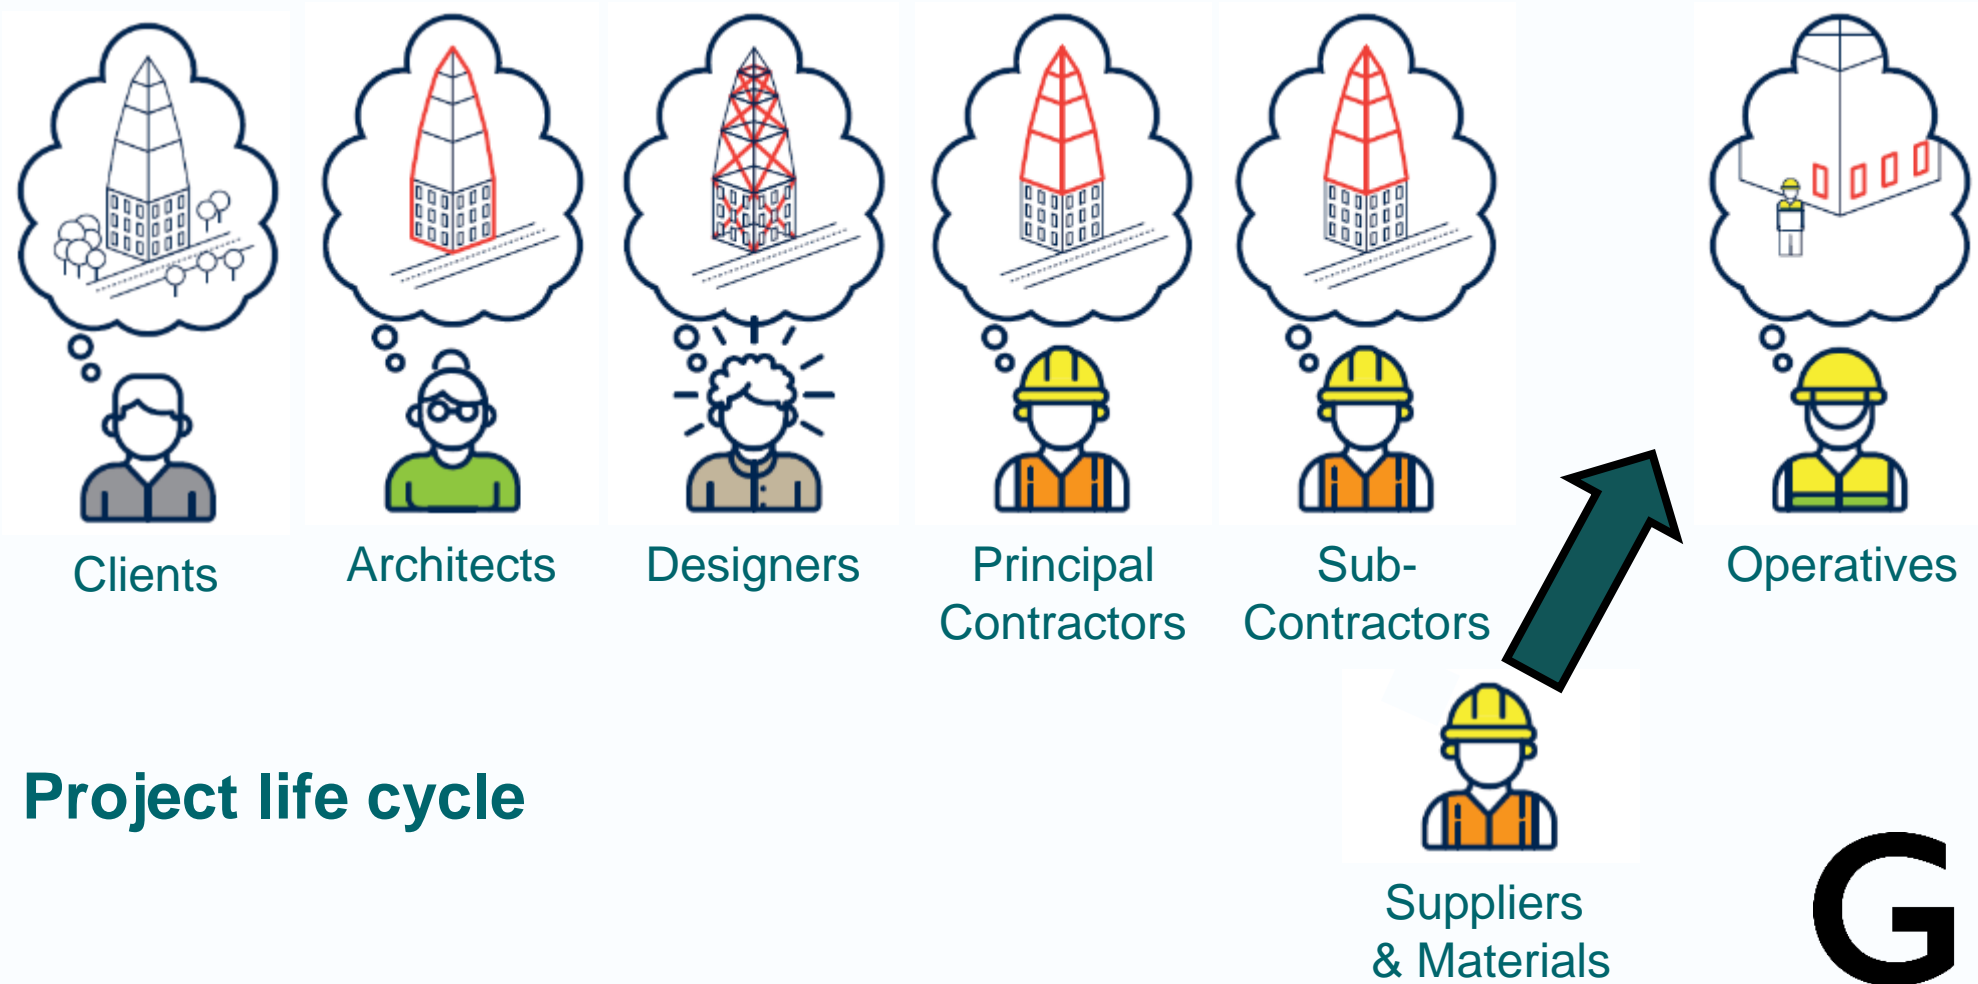 Clients
Architects
Designers
Principal
Contractors
Sub-
Contractors
Operatives
Project life cycle
Suppliers
& Materials
G